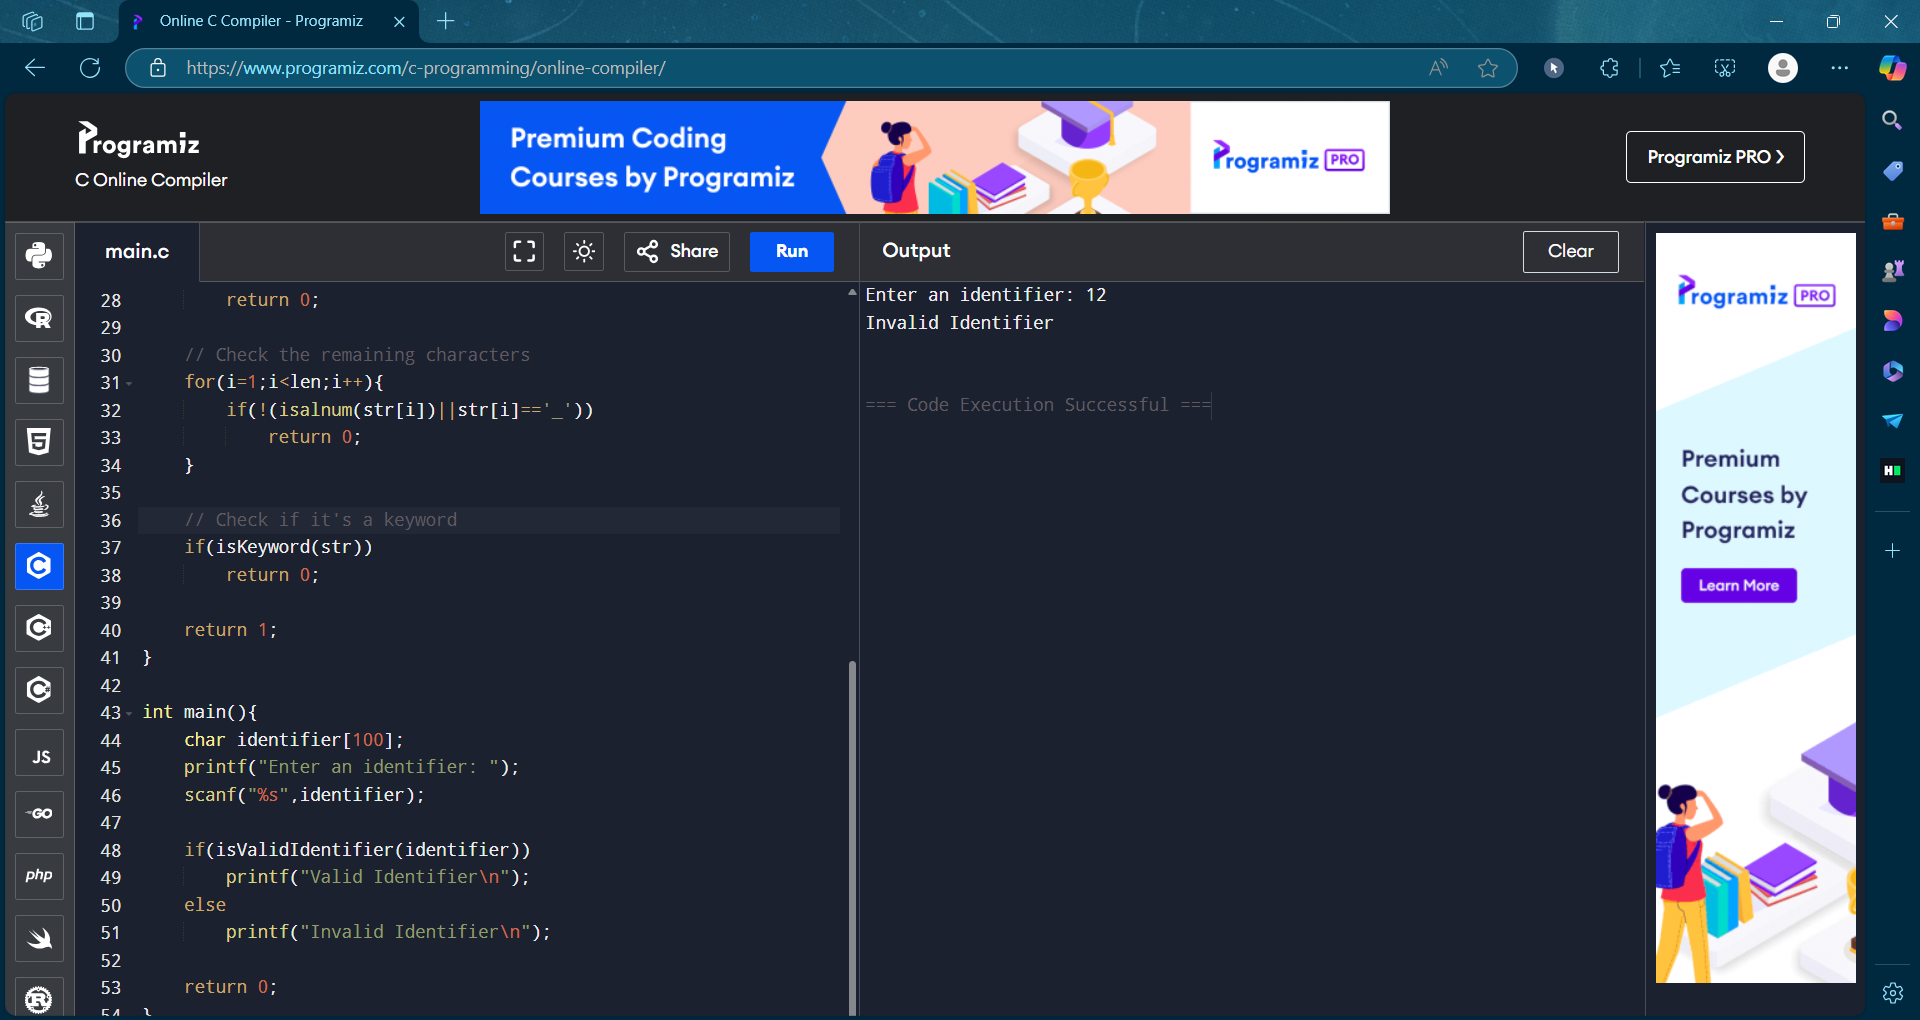 Online C Compiler - Programiz
https://www.programiz.com/c-programming/online-compiler/
Programiz
C Online Compiler
Premium Coding
Courses by Programiz
Programiz PRO
Programiz PRO ❯
main.c
Share
Run
Output
Clear
28 return 0;
29
30 // Check the remaining characters
31 for(i=1;i<len;i++){
32 if(!(isalnum(str[i])||str[i]=='_'))
33 return 0;
34 }
35
36 // Check if it's a keyword
37 if(isKeyword(str))
38 return 0;
39
40 return 1;
41 }
42
43 int main(){
44 char identifier[100];
45 printf("Enter an identifier: ");
46 scanf("%s",identifier);
47
48 if(isValidIdentifier(identifier))
49 printf("Valid Identifier\n");
50 else
51 printf("Invalid Identifier\n");
52
53 return 0;
54 }
Enter an identifier: 12
Invalid Identifier
=== Code Execution Successful ===
Programiz PRO
Premium
Courses by
Programiz
Learn More
JS
GO
php